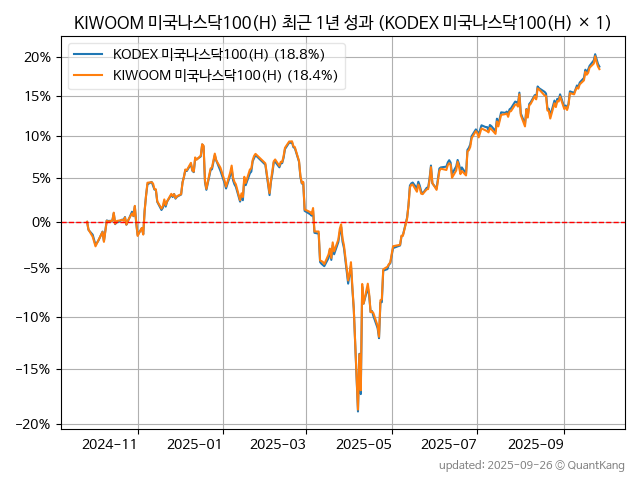 KIWOOM 미국나스닥100(H) 최근 1년 성과 (KODEX 미국나스닥100(H) × 1)
KODEX 미국나스닥100(H) (18.8%)
KIWOOM 미국나스닥100(H) (18.4%)
20%
15%
10%
5%
0%
−5%
−10%
−15%
−20%
2024-11 2025-01 2025-03 2025-05 2025-07 2025-09
updated: 2025-09-26 © QuantKang